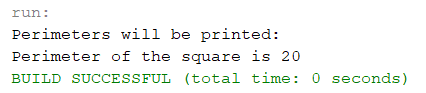 run:
Perimeters will be printed:
Perimeter of the square is 20
BUILD SUCCESSFUL (total time: 0 seconds)